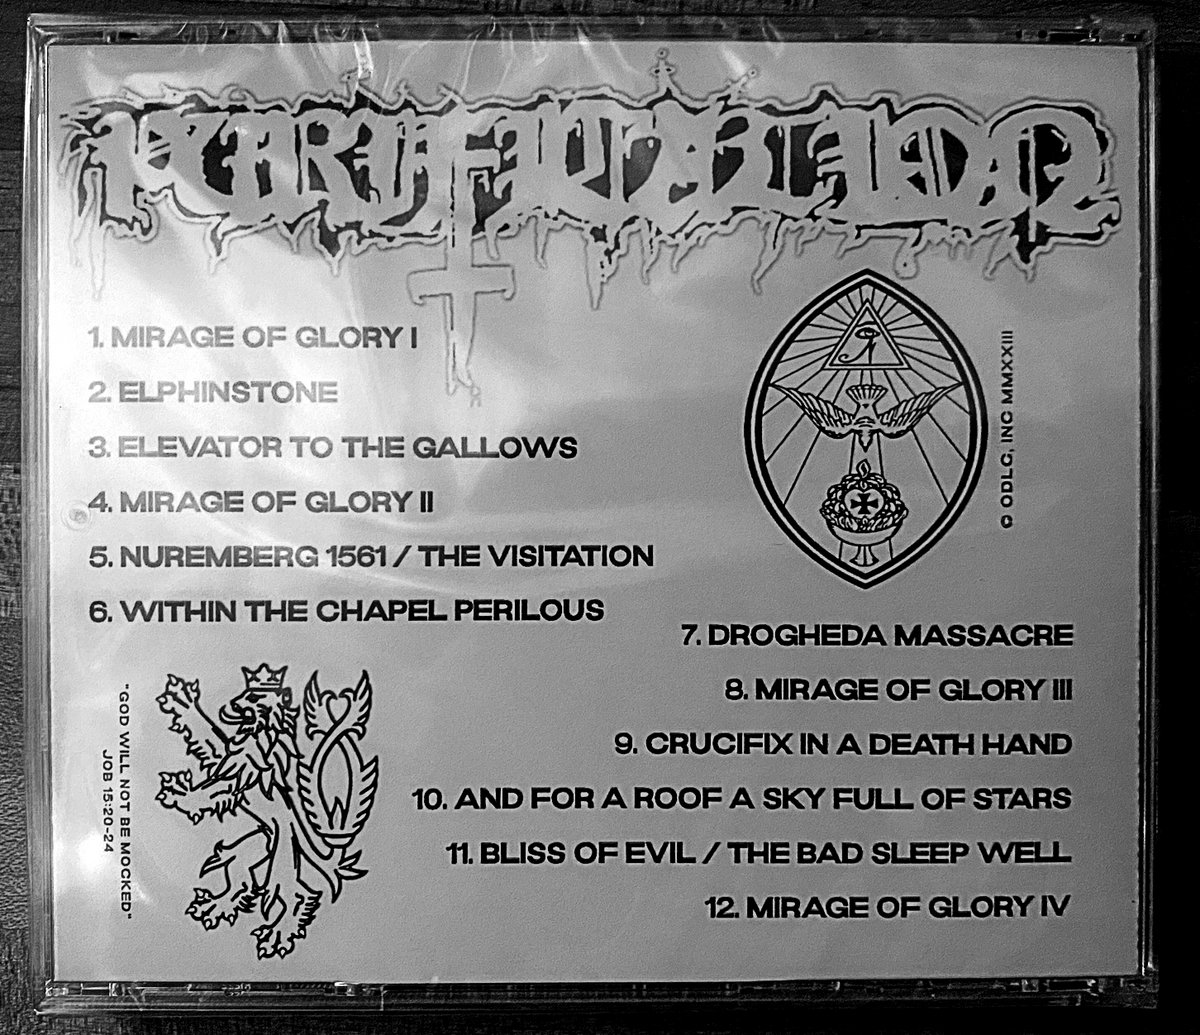 1. MIRAGE OF GLORY I
2. ELPHINSTONE
3. ELEVATOR TO THE GALLOWS
4. MIRAGE OF GLORY II
5. NUREMBERG 1561 / THE VISITATION
6. WITHIN THE CHAPEL PERILOUS
© ODLC, INC MMXXIII
7. DROGHEDA MASSACRE
8. MIRAGE OF GLORY III
9. CRUCIFIX IN A DEATH HAND
10. AND FOR A ROOF A SKY FULL OF STARS
11. BLISS OF EVIL / THE BAD SLEEP WELL
12. MIRAGE OF GLORY IV
"GOD WILL NOT BE MOCKED"
JOB 15:20-24